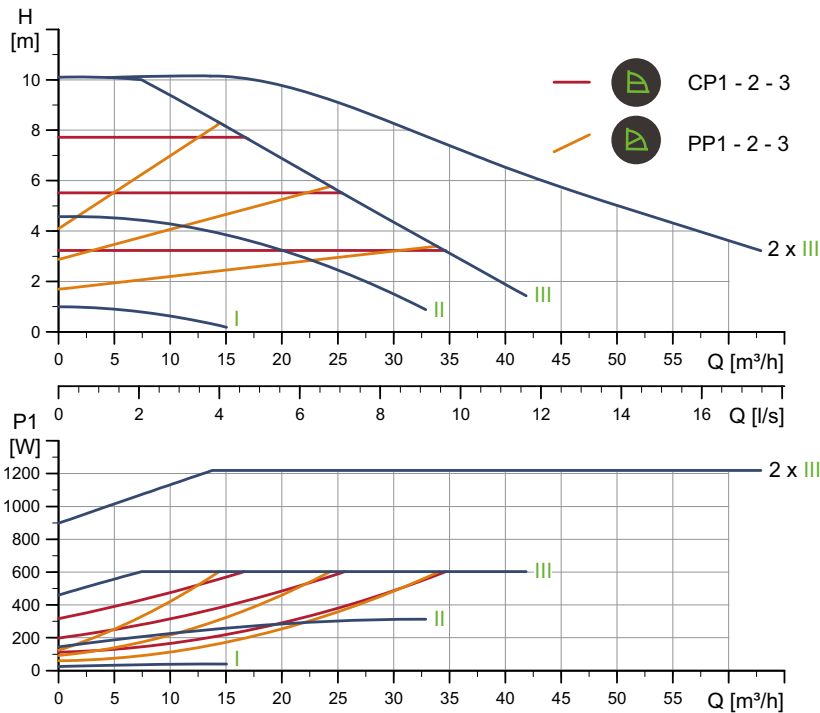 H
[m]
10
8
6
4
2
0
CP1 - 2 - 3
PP1 - 2 - 3
2 x III
III
II
I
0 5 10 15 20 25 30 35 40 45 50 55 Q [m³/h]
0 2 4 6 8 10 12 14 16 Q [l/s]
P1
[W]
1200
1000
800
600
400
200
0
2 x III
III
II
I
0 5 10 15 20 25 30 35 40 45 50 55 Q [m³/h]